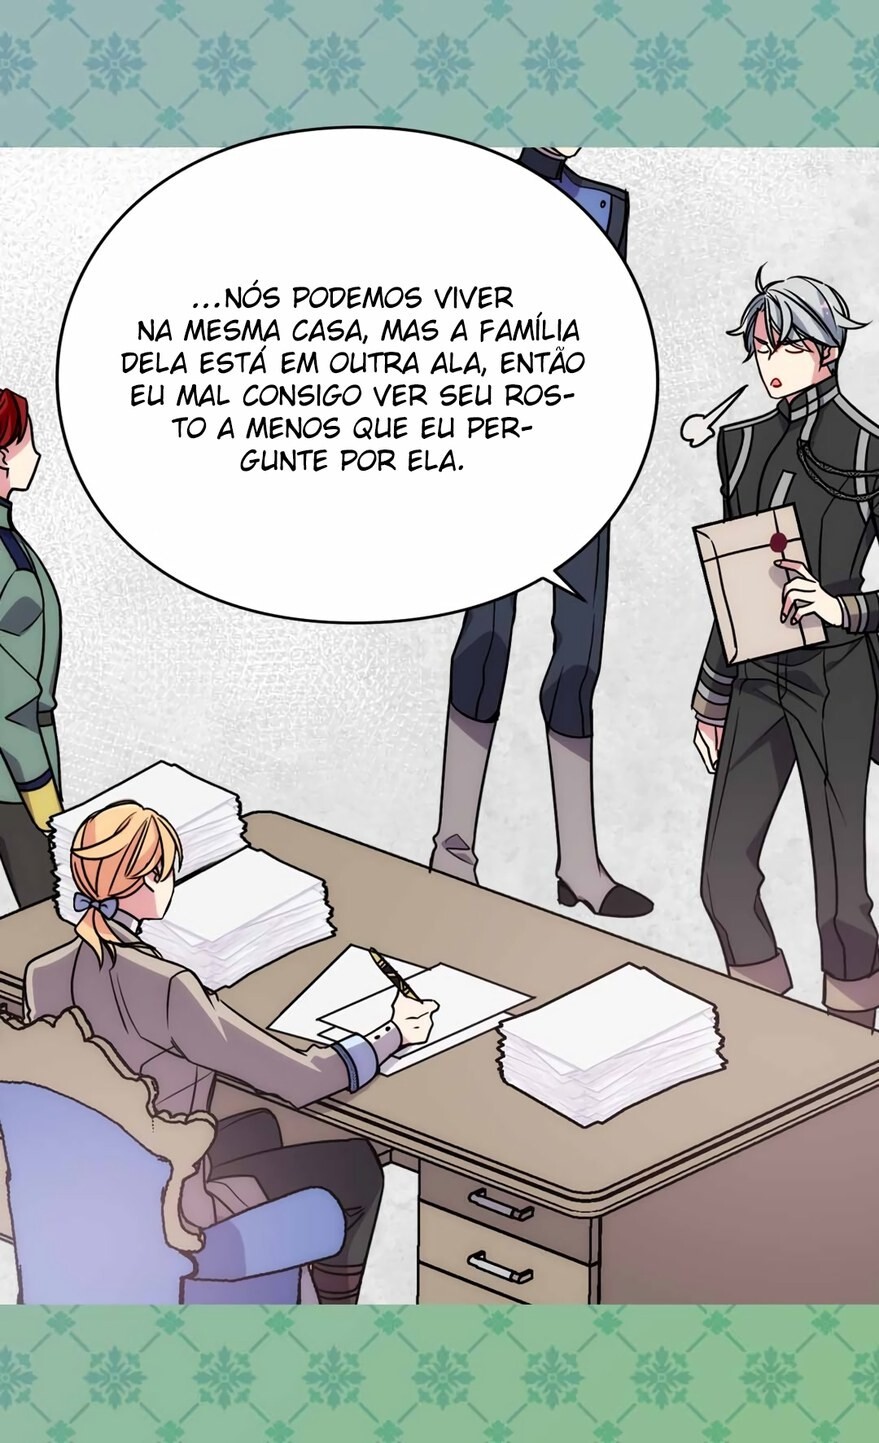 ...NÓS PODEMOS VIVER
NA MESMA CASA, MAS A FAMÍLIA
DELA ESTÁ EM OUTRA ALA, ENTÃO
EU MAL CONSIGO VER SEU ROS-
TO A MENOS QUE EU PER-
GUNTE POR ELA.